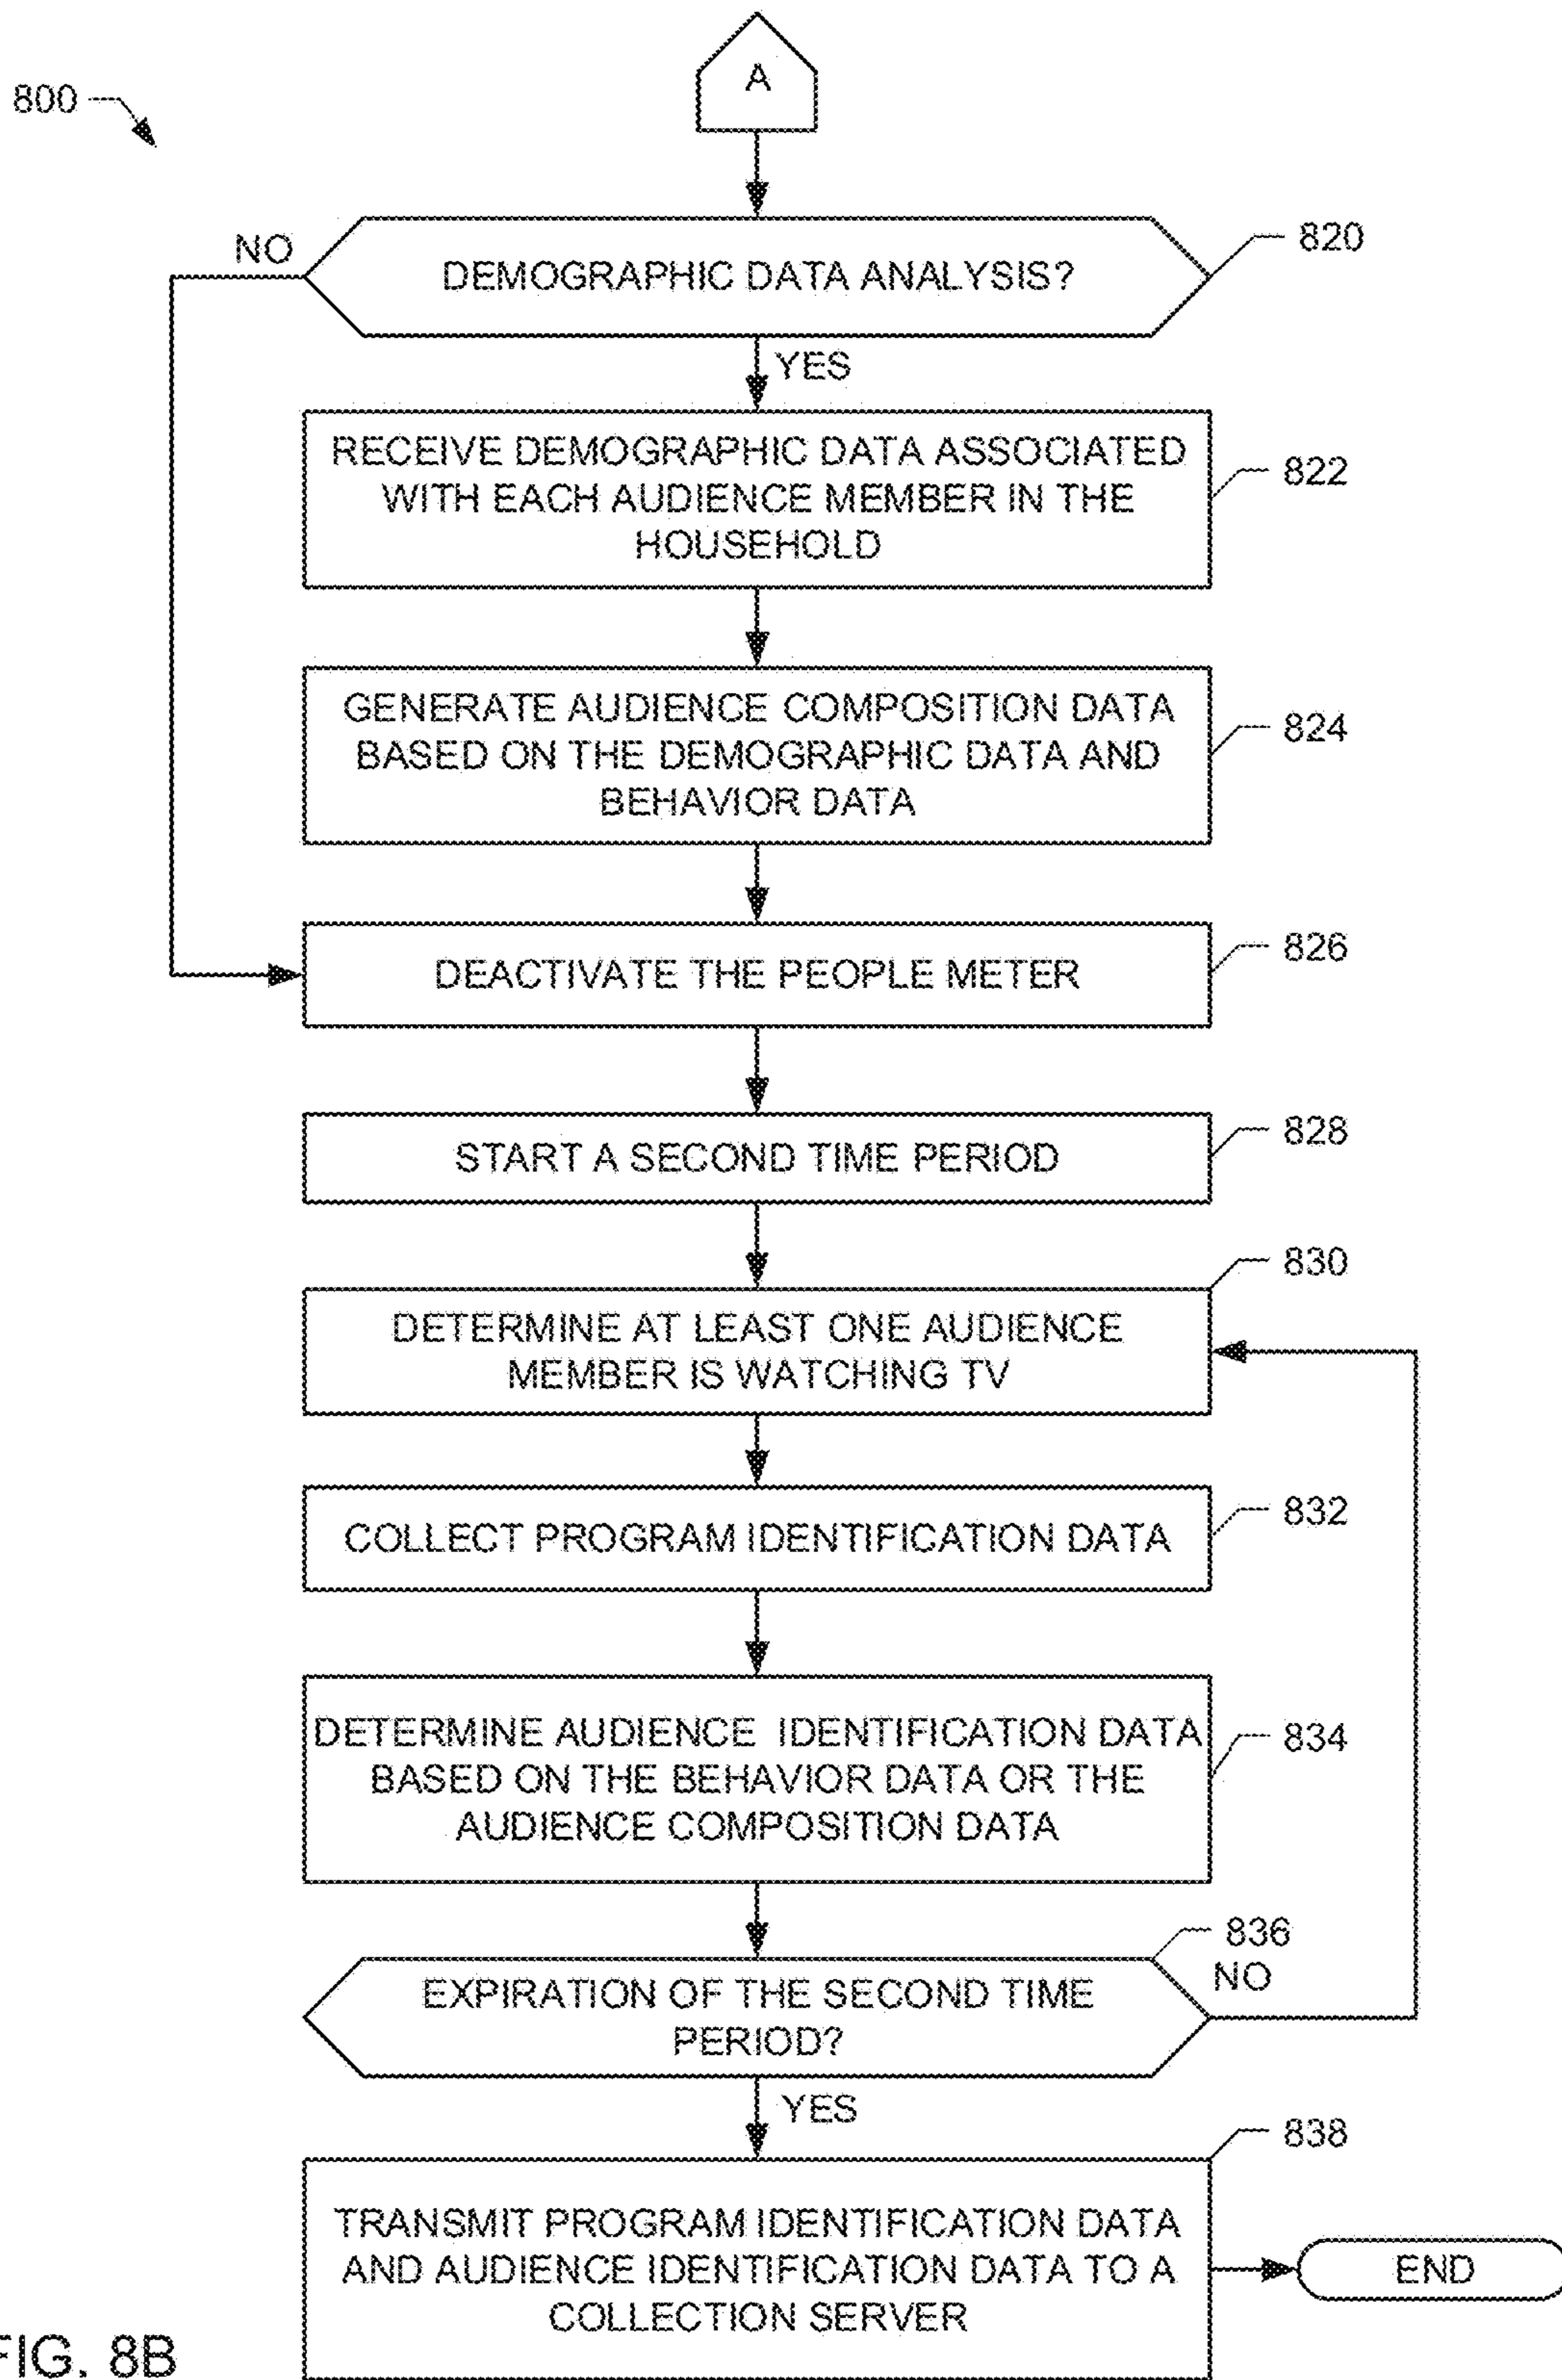 A
800
NO
DEMOGRAPHIC DATA ANALYSIS?
820
YES
RECEIVE DEMOGRAPHIC DATA ASSOCIATED
WITH EACH AUDIENCE MEMBER IN THE
HOUSEHOLD
822
GENERATE AUDIENCE COMPOSITION DATA
BASED ON THE DEMOGRAPHIC DATA AND
BEHAVIOR DATA
824
DEACTIVATE THE PEOPLE METER
826
START A SECOND TIME PERIOD
828
DETERMINE AT LEAST ONE AUDIENCE
MEMBER IS WATCHING TV
830
COLLECT PROGRAM IDENTIFICATION DATA
832
DETERMINE AUDIENCE IDENTIFICATION DATA
BASED ON THE BEHAVIOR DATA OR THE
AUDIENCE COMPOSITION DATA
834
EXPIRATION OF THE SECOND TIME
PERIOD?
836
NO
YES
TRANSMIT PROGRAM IDENTIFICATION DATA
AND AUDIENCE IDENTIFICATION DATA TO A
COLLECTION SERVER
838
END
FIG. 8B